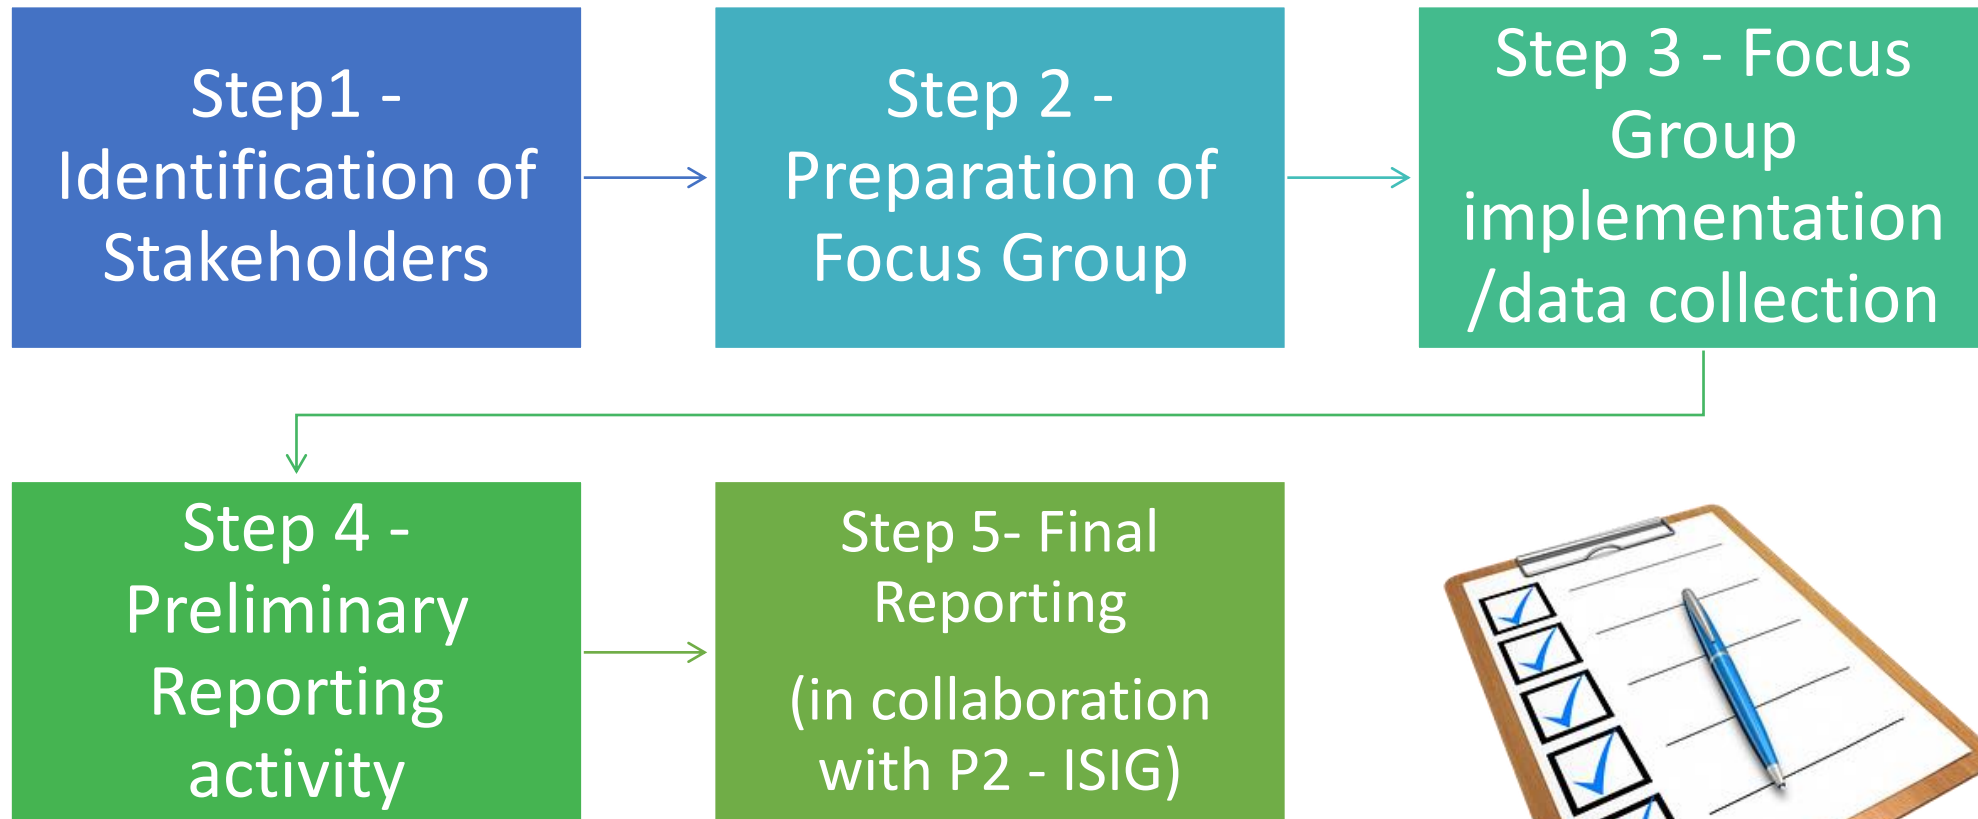 Step1 -
Identification of
Stakeholders
Step 2 -
Preparation of
Focus Group
Step 3 - Focus
Group
implementation
/data collection
Step 4 -
Preliminary
Reporting
activity
Step 5- Final
Reporting
(in collaboration
with P2 - ISIG)